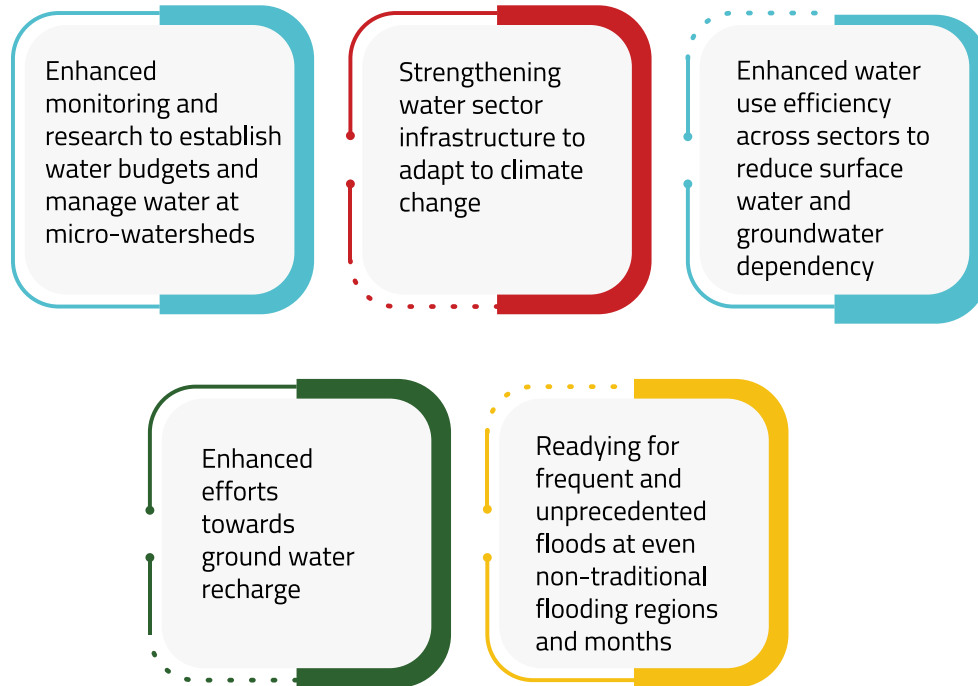 Enhanced
monitoring and
research to establish
water budgets and
manage water at
micro-watersheds
Strengthening
water sector
infrastructure to
adapt to climate
change
Enhanced water
use efficiency
across sectors to
reduce surface
water and
groundwater
dependency
Enhanced
efforts
towards
ground water
recharge
Readying for
frequent and
unprecedented
floods at even
non-traditional
flooding regions
and months